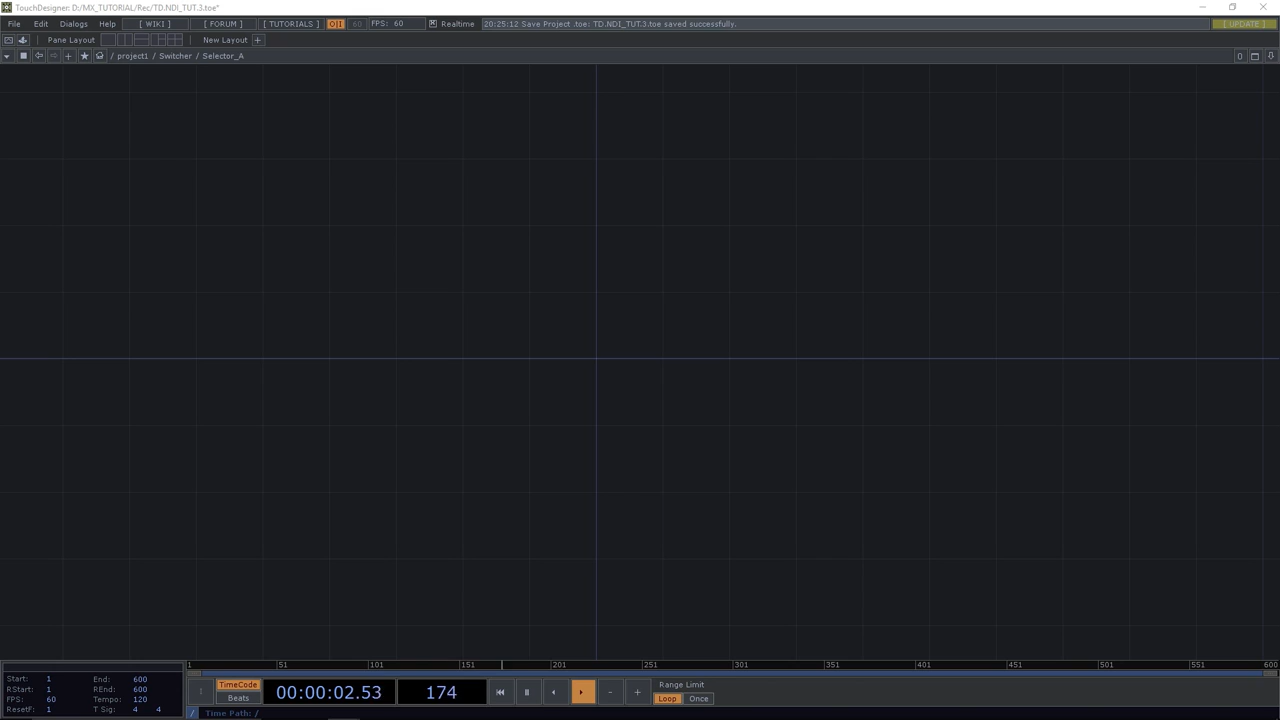 TouchDesigner: D:/MX_TUTORIAL/Rec/TD.NDI_TUT.3.toe*
File Edit Dialogs Help [ WIKI ] [ FORUM ] [ TUTORIALS ] O|I 60 FPS: 60 Realtime 20:25:12 Save Project .toe: TD.NDI_TUT.3.toe saved successfully. [ UPDATE ]
Pane Layout New Layout +
/ project1 / Switcher / Selector_A 0
1 51 101 151 201 251 301 351 401 451 501 551 600
Start: 1 End: 600
RStart: 1 REnd: 600
FPS: 60 Tempo: 120
ResetF: 1 T Sig: 4 4
TimeCode
Beats
00:00:02.53 174
- +
Range Limit
Loop Once
/ Time Path: /